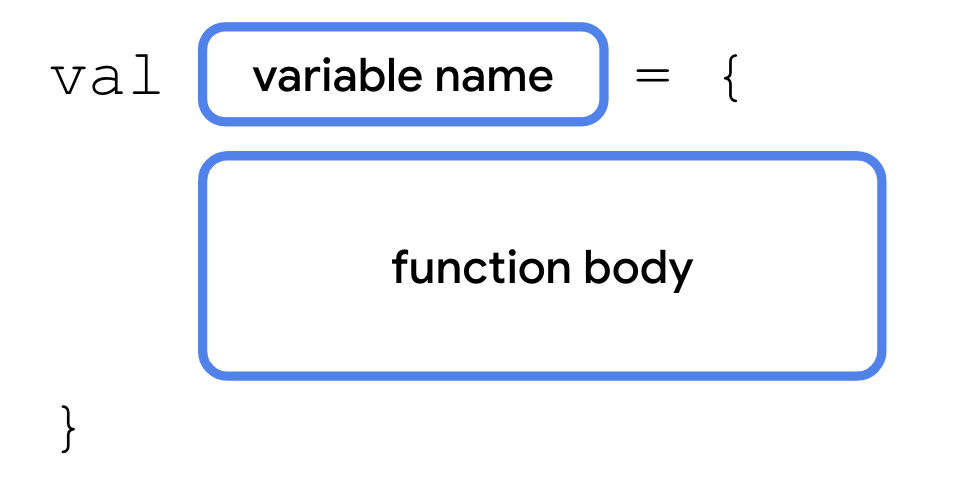 val variable name = {
function body
}